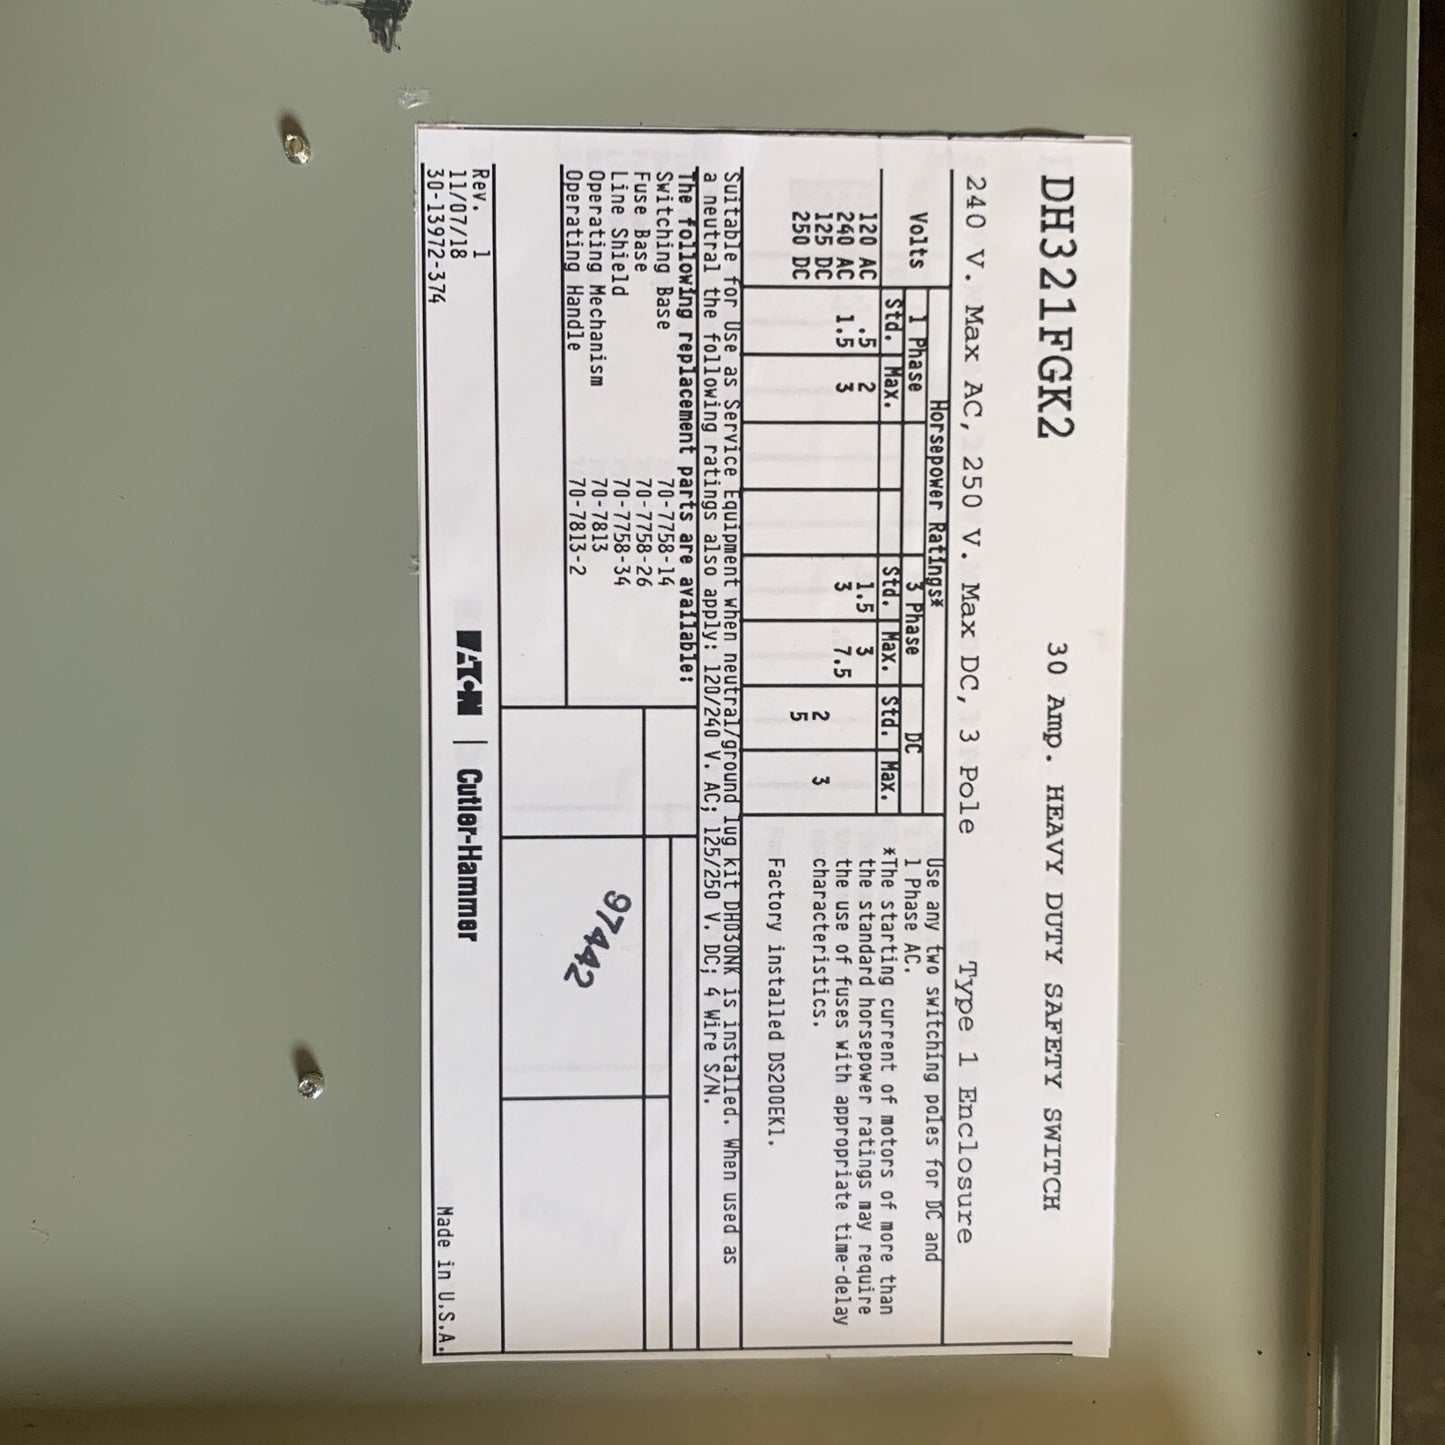 DH321FGK2 30 Amp. HEAVY DUTY SAFETY SWITCH
240 V. Max AC, 250 V. Max DC, 3 Pole Type 1 Enclosure
Horsepower Ratings*
Volts 1 Phase 3 Phase DC
Std. Max. Std. Max. Std. Max.
120 AC .5 2 1.5 3
240 AC 1.5 3 3 7.5
125 DC 2 3
250 DC 5
Use any two switching poles for DC and
1 Phase AC.
*The starting current of motors of more than
the standard horsepower ratings may require
the use of fuses with appropriate time-delay
characteristics.
Factory installed DS200EK1.
Suitable for Use as Service Equipment when neutral/ground lug kit DH030NK is installed. When used as
a neutral the following ratings also apply: 120/240 V. AC; 125/250 V. DC; 4 Wire S/N.
The following replacement parts are available:
Switching Base 70-7758-14
Fuse Base 70-7758-26
Line Shield 70-7758-34
Operating Mechanism 70-7813
Operating Handle 70-7813-2
97442
Rev. 1
11/07/18
30-13972-374
EATON | Cutler-Hammer
Made in U.S.A.